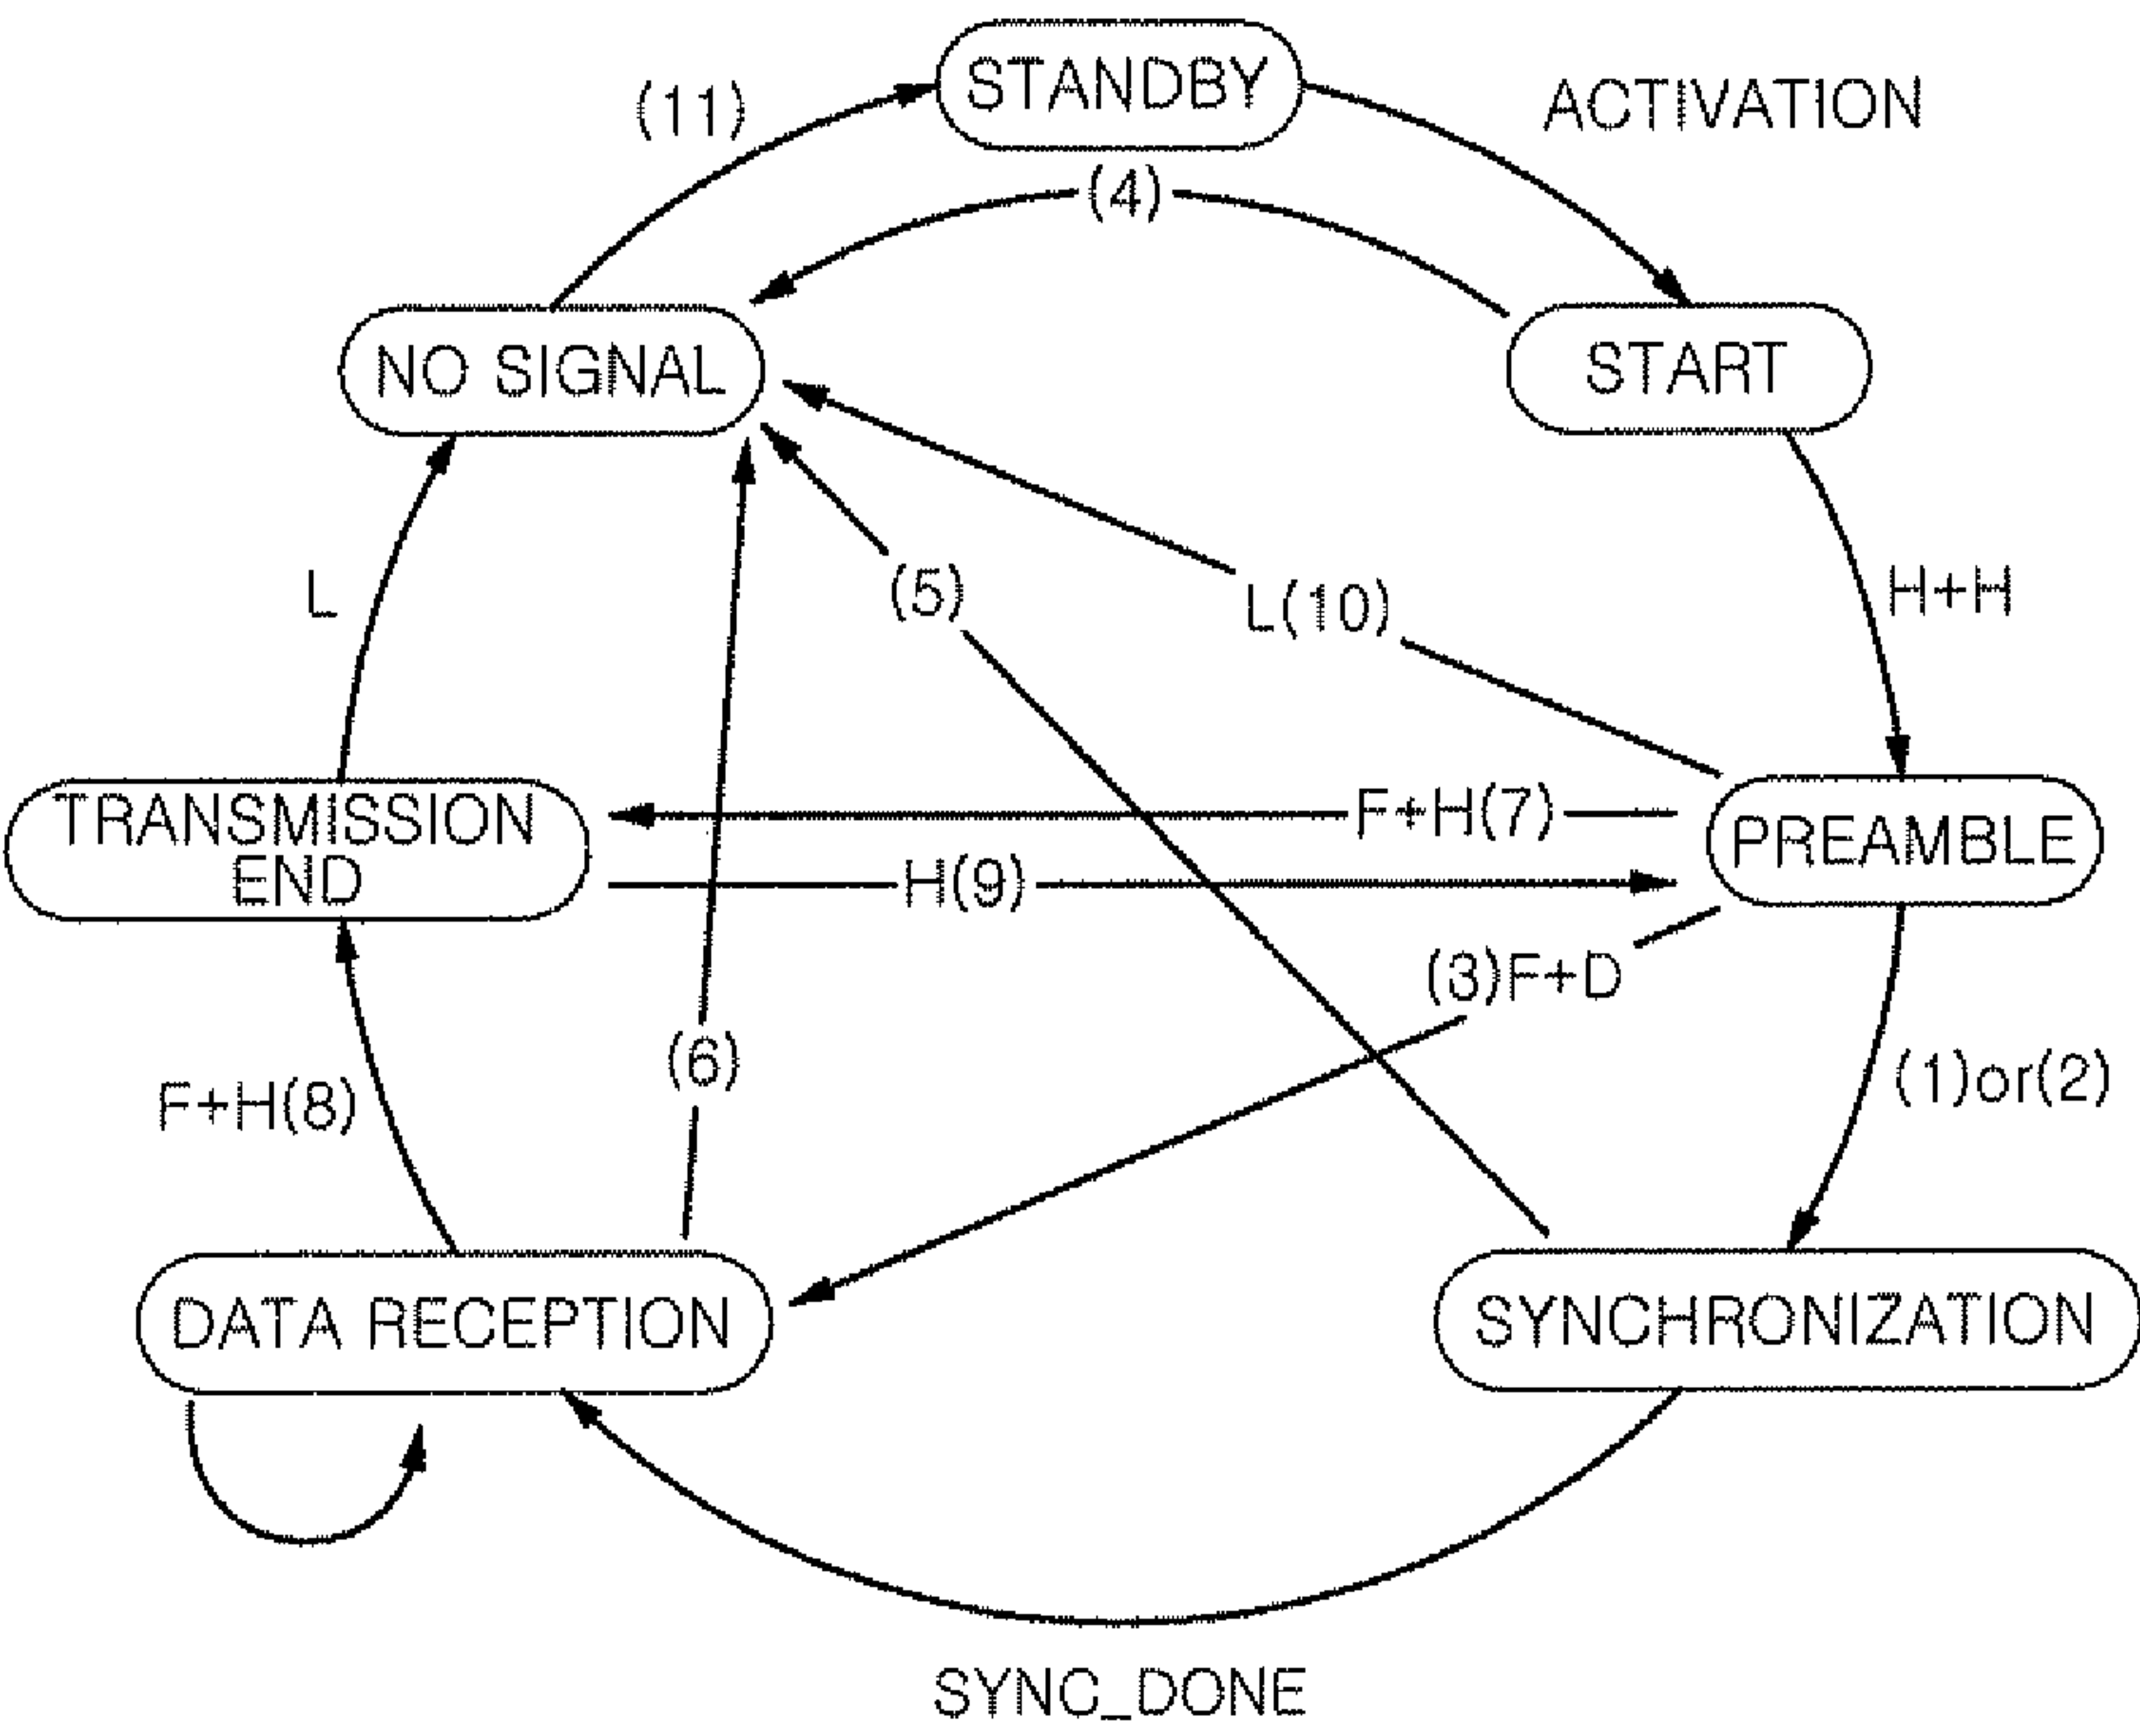 STANDBY
(11)
ACTIVATION
(4)
NO SIGNAL
START
L
(5)
L(10)
H+H
TRANSMISSION
END
F+H(7)
PREAMBLE
H(9)
(3)F+D
(6)
F+H(8)
(1)or(2)
DATA RECEPTION
SYNCHRONIZATION
SYNC_DONE